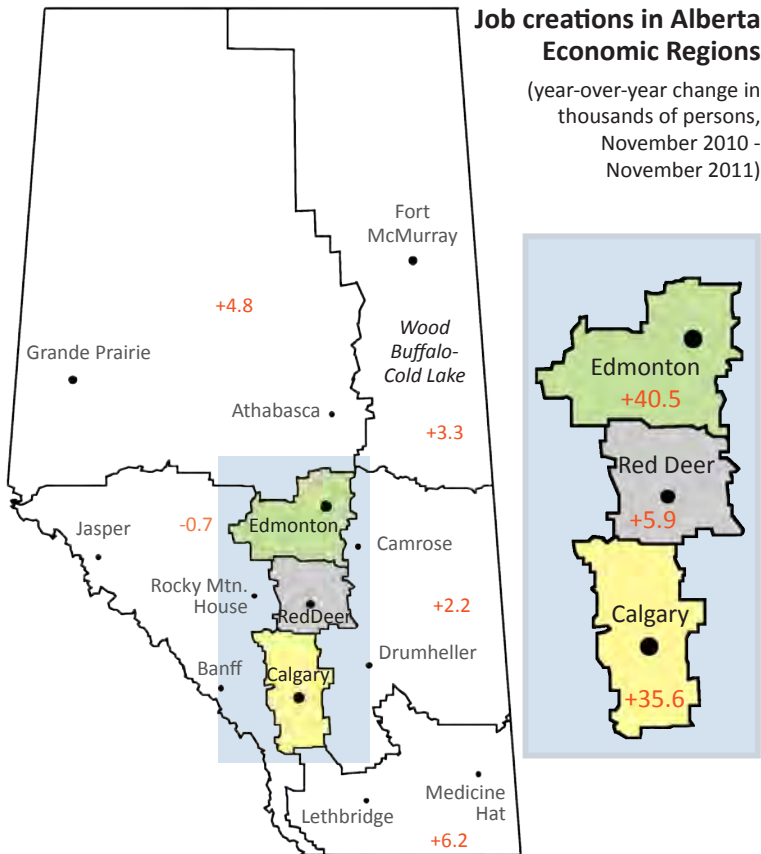 Job creations in Alberta
Economic Regions
(year-over-year change in
thousands of persons,
November 2010 -
November 2011)
Fort
McMurray
+4.8
Wood
Buffalo-
Cold Lake
Grande Prairie
Athabasca
+3.3
Edmonton
+40.5
Red Deer
+5.9
Calgary
+35.6
Jasper
-0.7
Edmonton
Camrose
Rocky Mtn.
House
RedDeer
+2.2
Banff
Calgary
Drumheller
Lethbridge
Medicine
Hat
+6.2